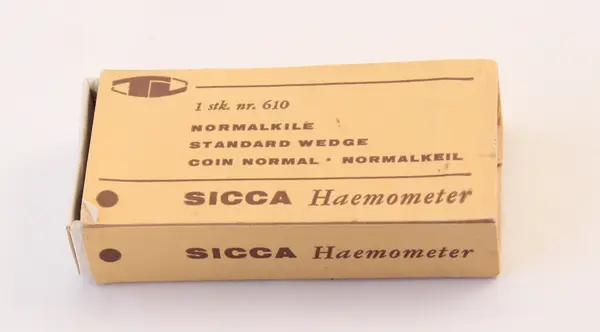 1 stk. nr. 610
NORMALKILE
STANDARD WEDGE
COIN NORMAL · NORMALKEIL
SICCA Haemometer
SICCA Haemometer